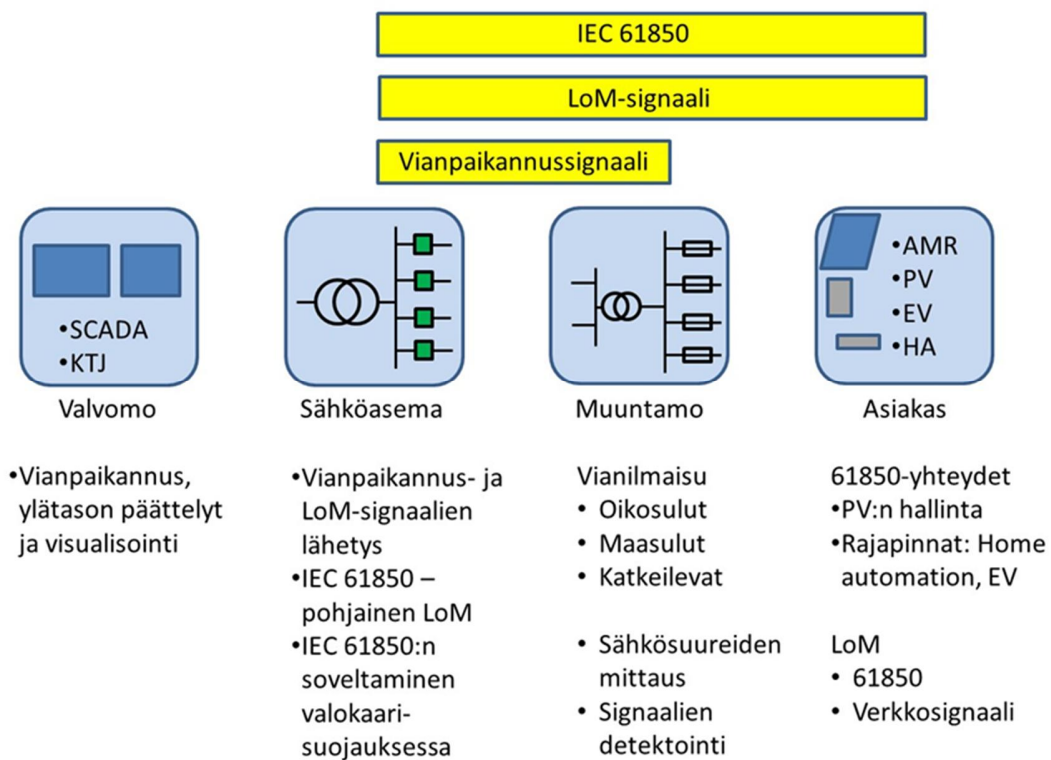 IEC 61850
LoM-signaali
Vianpaikannussignaali
•SCADA
•KTJ
•AMR
•PV
•EV
•HA
Valvomo
Sähköasema
Muuntamo
Asiakas
•Vianpaikannus,
ylätason päättelyt
ja visualisointi
•Vianpaikannus- ja
LoM-signaalien
lähetys
•IEC 61850 –
pohjainen LoM
•IEC 61850:n
soveltaminen
valokaari-
suojauksessa
Vianilmaisu
• Oikosulut
• Maasulut
• Katkeilevat
• Sähkösuureiden
mittaus
• Signaalien
detektointi
61850-yhteydet
•PV:n hallinta
•Rajapinnat: Home
automation, EV
LoM
• 61850
• Verkkosignaali